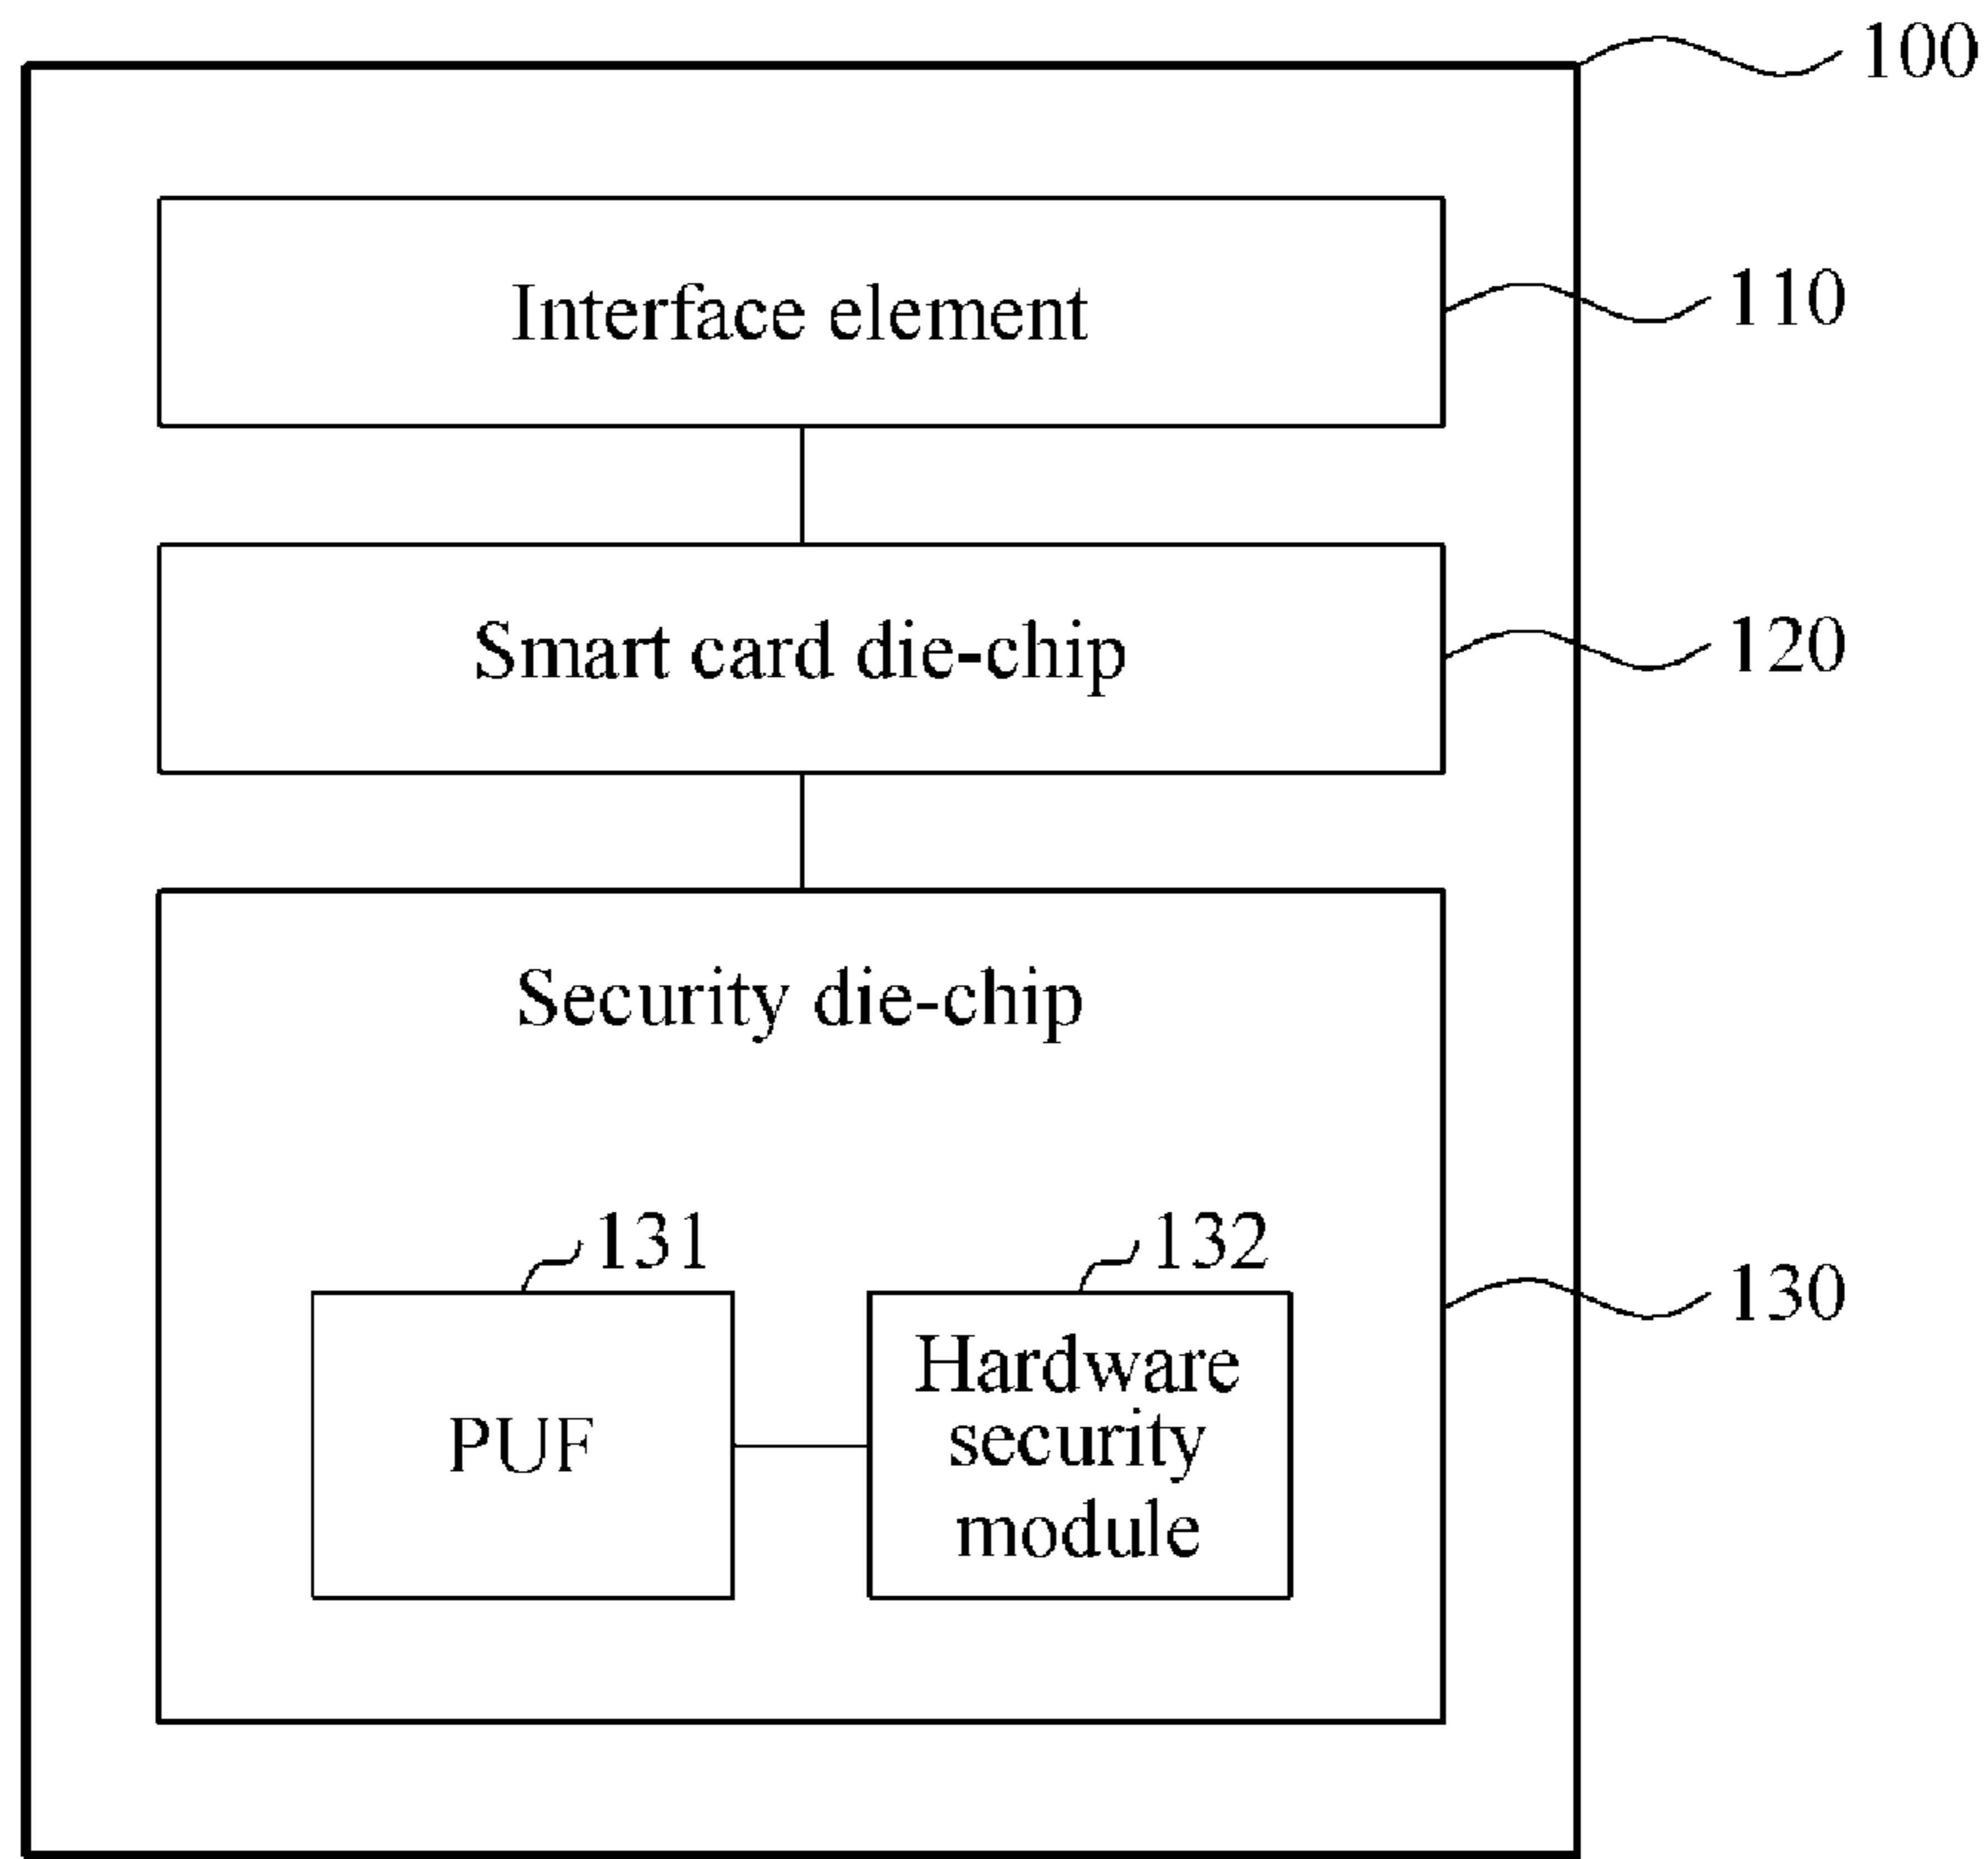 100
Interface element
110
Smart card die-chip
120
Security die-chip
131
132
130
PUF
Hardware
security
module